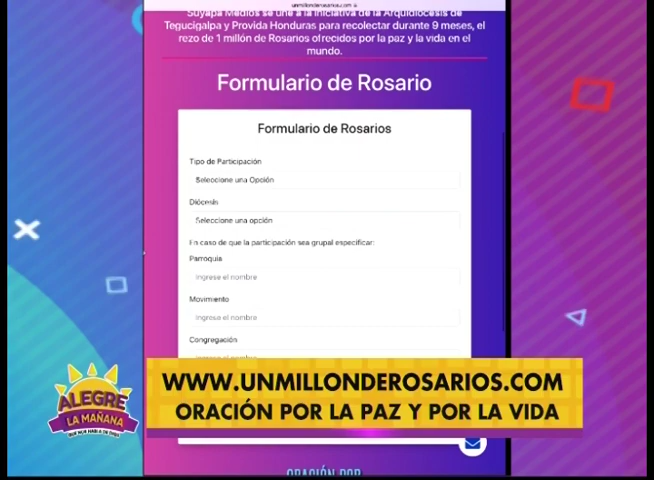 unmillonderosarios.com
Suyapa Medios se une a la iniciativa de la Arquidiócesis de
Tegucigalpa y Provida Honduras para recolectar durante 9 meses, el
rezo de 1 millón de Rosarios ofrecidos por la paz y la vida en el
mundo.
Formulario de Rosario
Formulario de Rosarios
Tipo de Participación
Seleccione una Opción
Diócesis
Seleccione una opción
En caso de que la participación sea grupal especificar:
Parroquia
Ingrese el nombre
Movimiento
Ingrese el nombre
Congregación
ALEGRE
LA MAÑANA
WWW.UNMILLONDEROSARIOS.COM
ORACIÓN POR LA PAZ Y POR LA VIDA
ORACIÓN POR